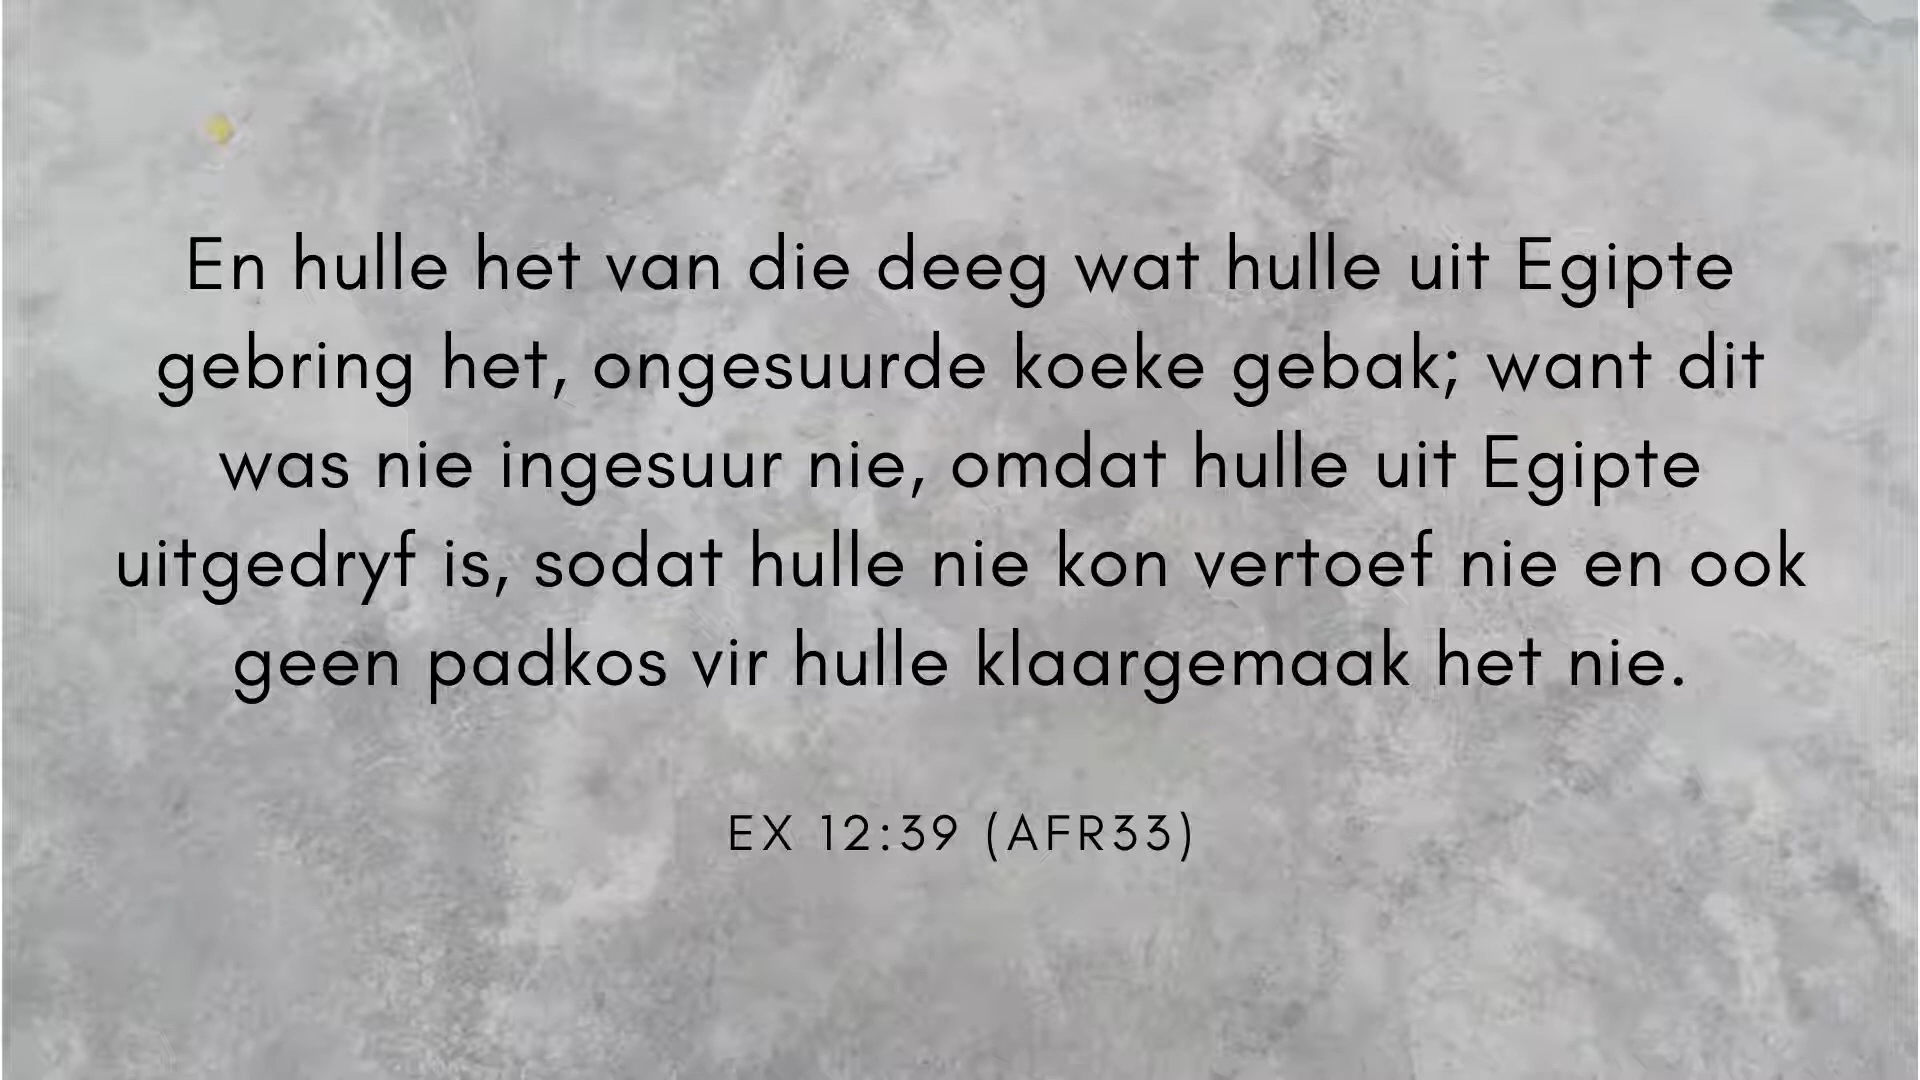 En hulle het van die deeg wat hulle uit Egipte
gebring het, ongesuurde koeke gebak; want dit
was nie ingesuur nie, omdat hulle uit Egipte
uitgedryf is, sodat hulle nie kon vertoef nie en ook
geen padkos vir hulle klaargemaak het nie.
EX 12:39 (AFR33)